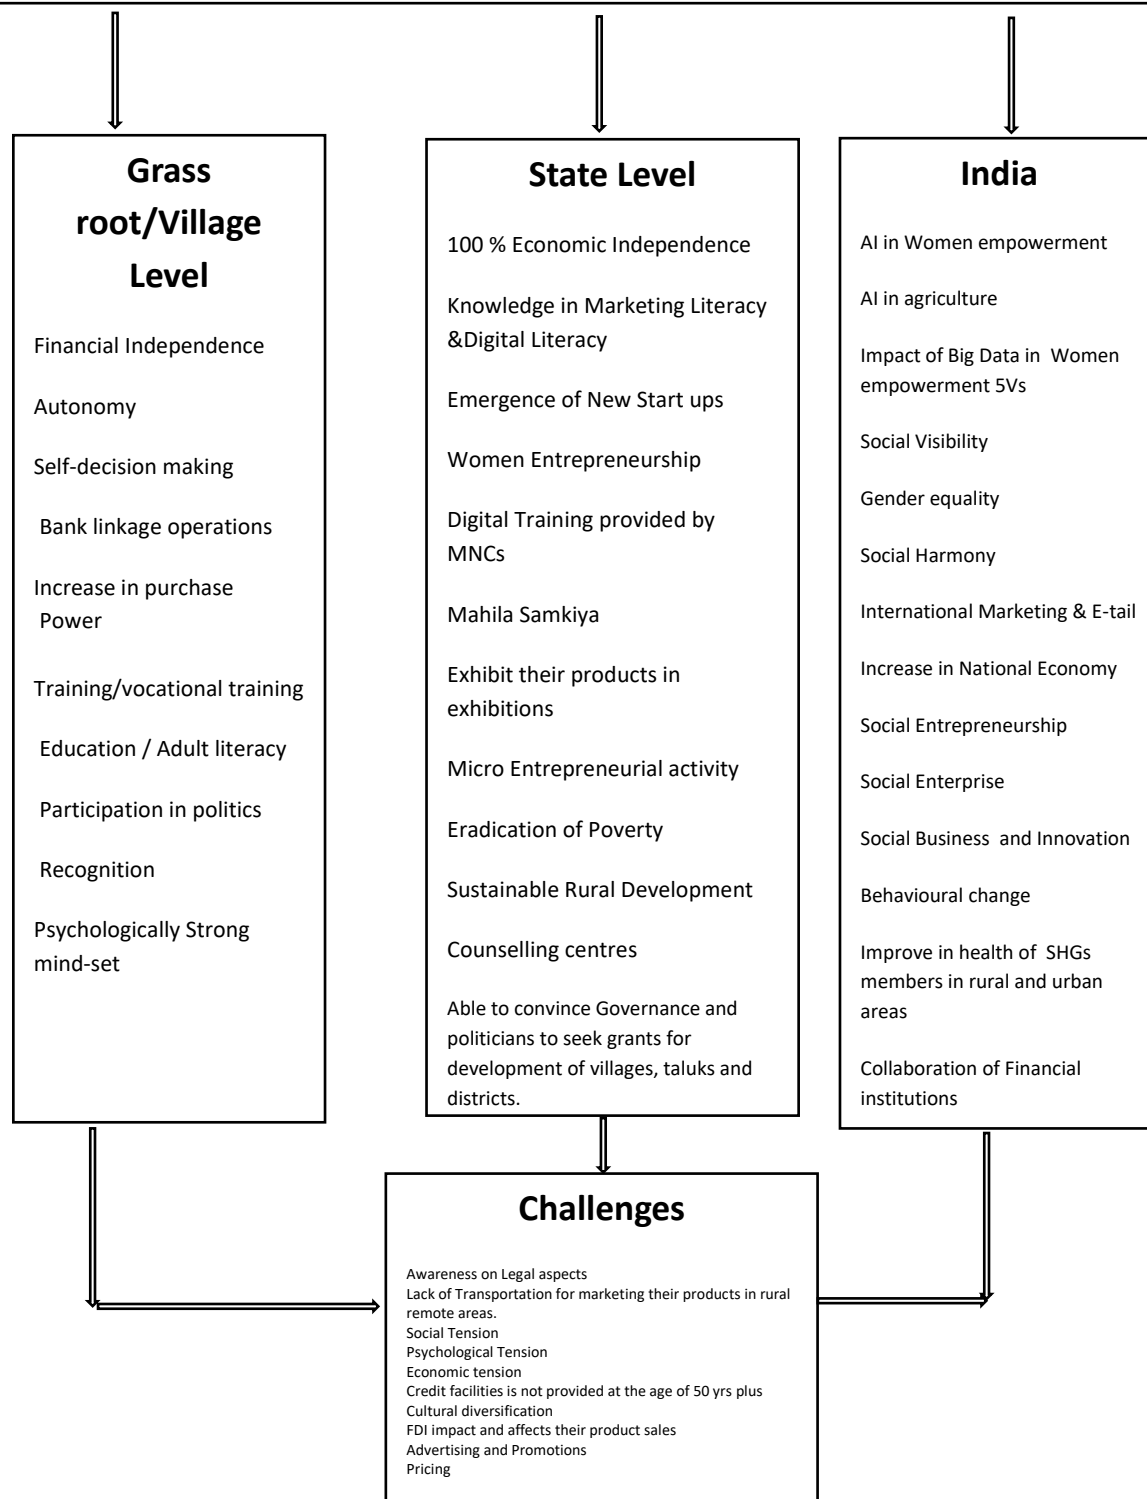 Grass
root/Village
Level
Financial Independence
Autonomy
Self-decision making
Bank linkage operations
Increase in purchase
Power
Training/vocational training
Education / Adult literacy
Participation in politics
Recognition
Psychologically Strong
mind-set
State Level
100 % Economic Independence
Knowledge in Marketing Literacy
&Digital Literacy
Emergence of New Start ups
Women Entrepreneurship
Digital Training provided by
MNCs
Mahila Samkiya
Exhibit their products in
exhibitions
Micro Entrepreneurial activity
Eradication of Poverty
Sustainable Rural Development
Counselling centres
Able to convince Governance and
politicians to seek grants for
development of villages, taluks and
districts.
India
AI in Women empowerment
AI in agriculture
Impact of Big Data in Women
empowerment 5Vs
Social Visibility
Gender equality
Social Harmony
International Marketing & E-tail
Increase in National Economy
Social Entrepreneurship
Social Enterprise
Social Business and Innovation
Behavioural change
Improve in health of SHGs
members in rural and urban
areas
Collaboration of Financial
institutions
Challenges
Awareness on Legal aspects
Lack of Transportation for marketing their products in rural
remote areas.
Social Tension
Psychological Tension
Economic tension
Credit facilities is not provided at the age of 50 yrs plus
Cultural diversification
FDI impact and affects their product sales
Advertising and Promotions
Pricing